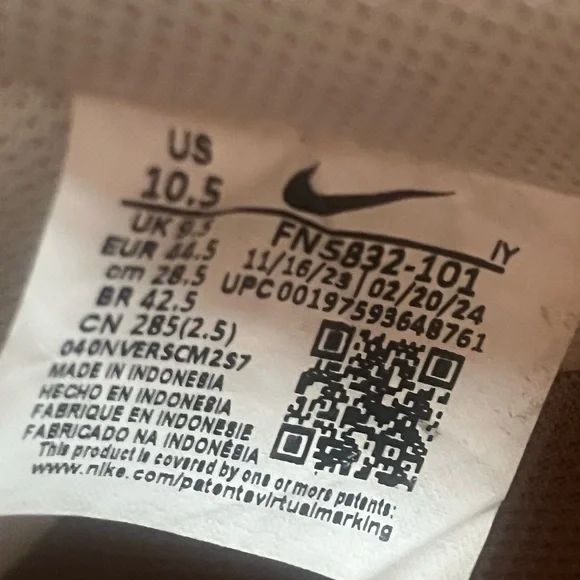 US
10.5
UK 9.5
EUR 44.5
cm 28.5
BR 42.5
CN 285(2.5)
040NVERSCM2S7
MADE IN INDONESIA
HECHO EN INDONESIA
FABRIQUE EN INDONESIE
FABRICADO NA INDONÉSIA
This product is covered by one or more patents:
www.nike.com/patentsvirtualmarking
IY
FN5832-101
11/16/23 | 02/20/24
UPC 00197593648761